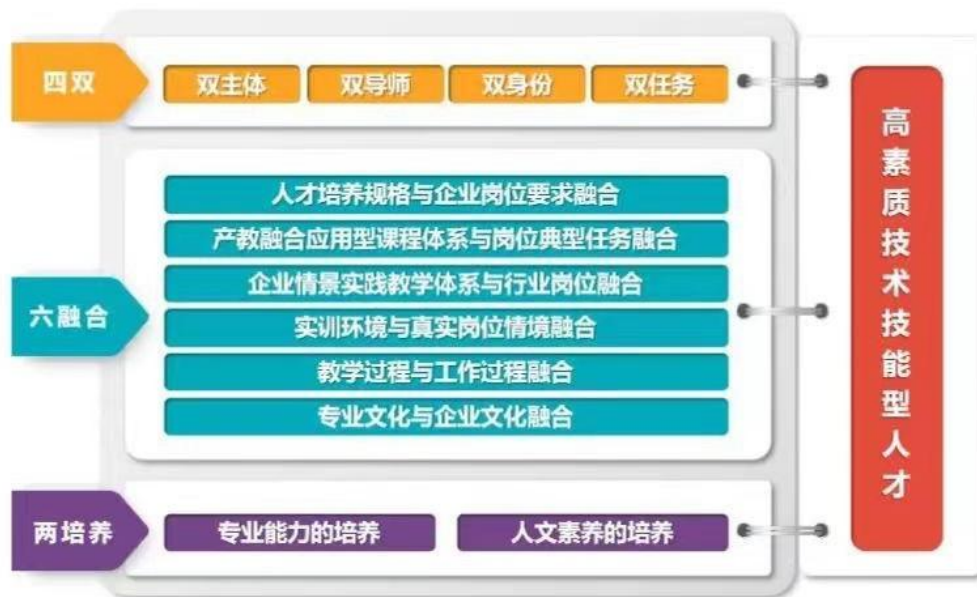 四双
双主体
双导师
双身份
双任务
六融合
人才培养规格与企业岗位要求融合
产教融合应用型课程体系与岗位典型任务融合
企业情景实践教学体系与行业岗位融合
实训环境与真实岗位情境融合
教学过程与工作过程融合
专业文化与企业文化融合
两培养
专业能力的培养
人文素养的培养
高素质技术技能型人才